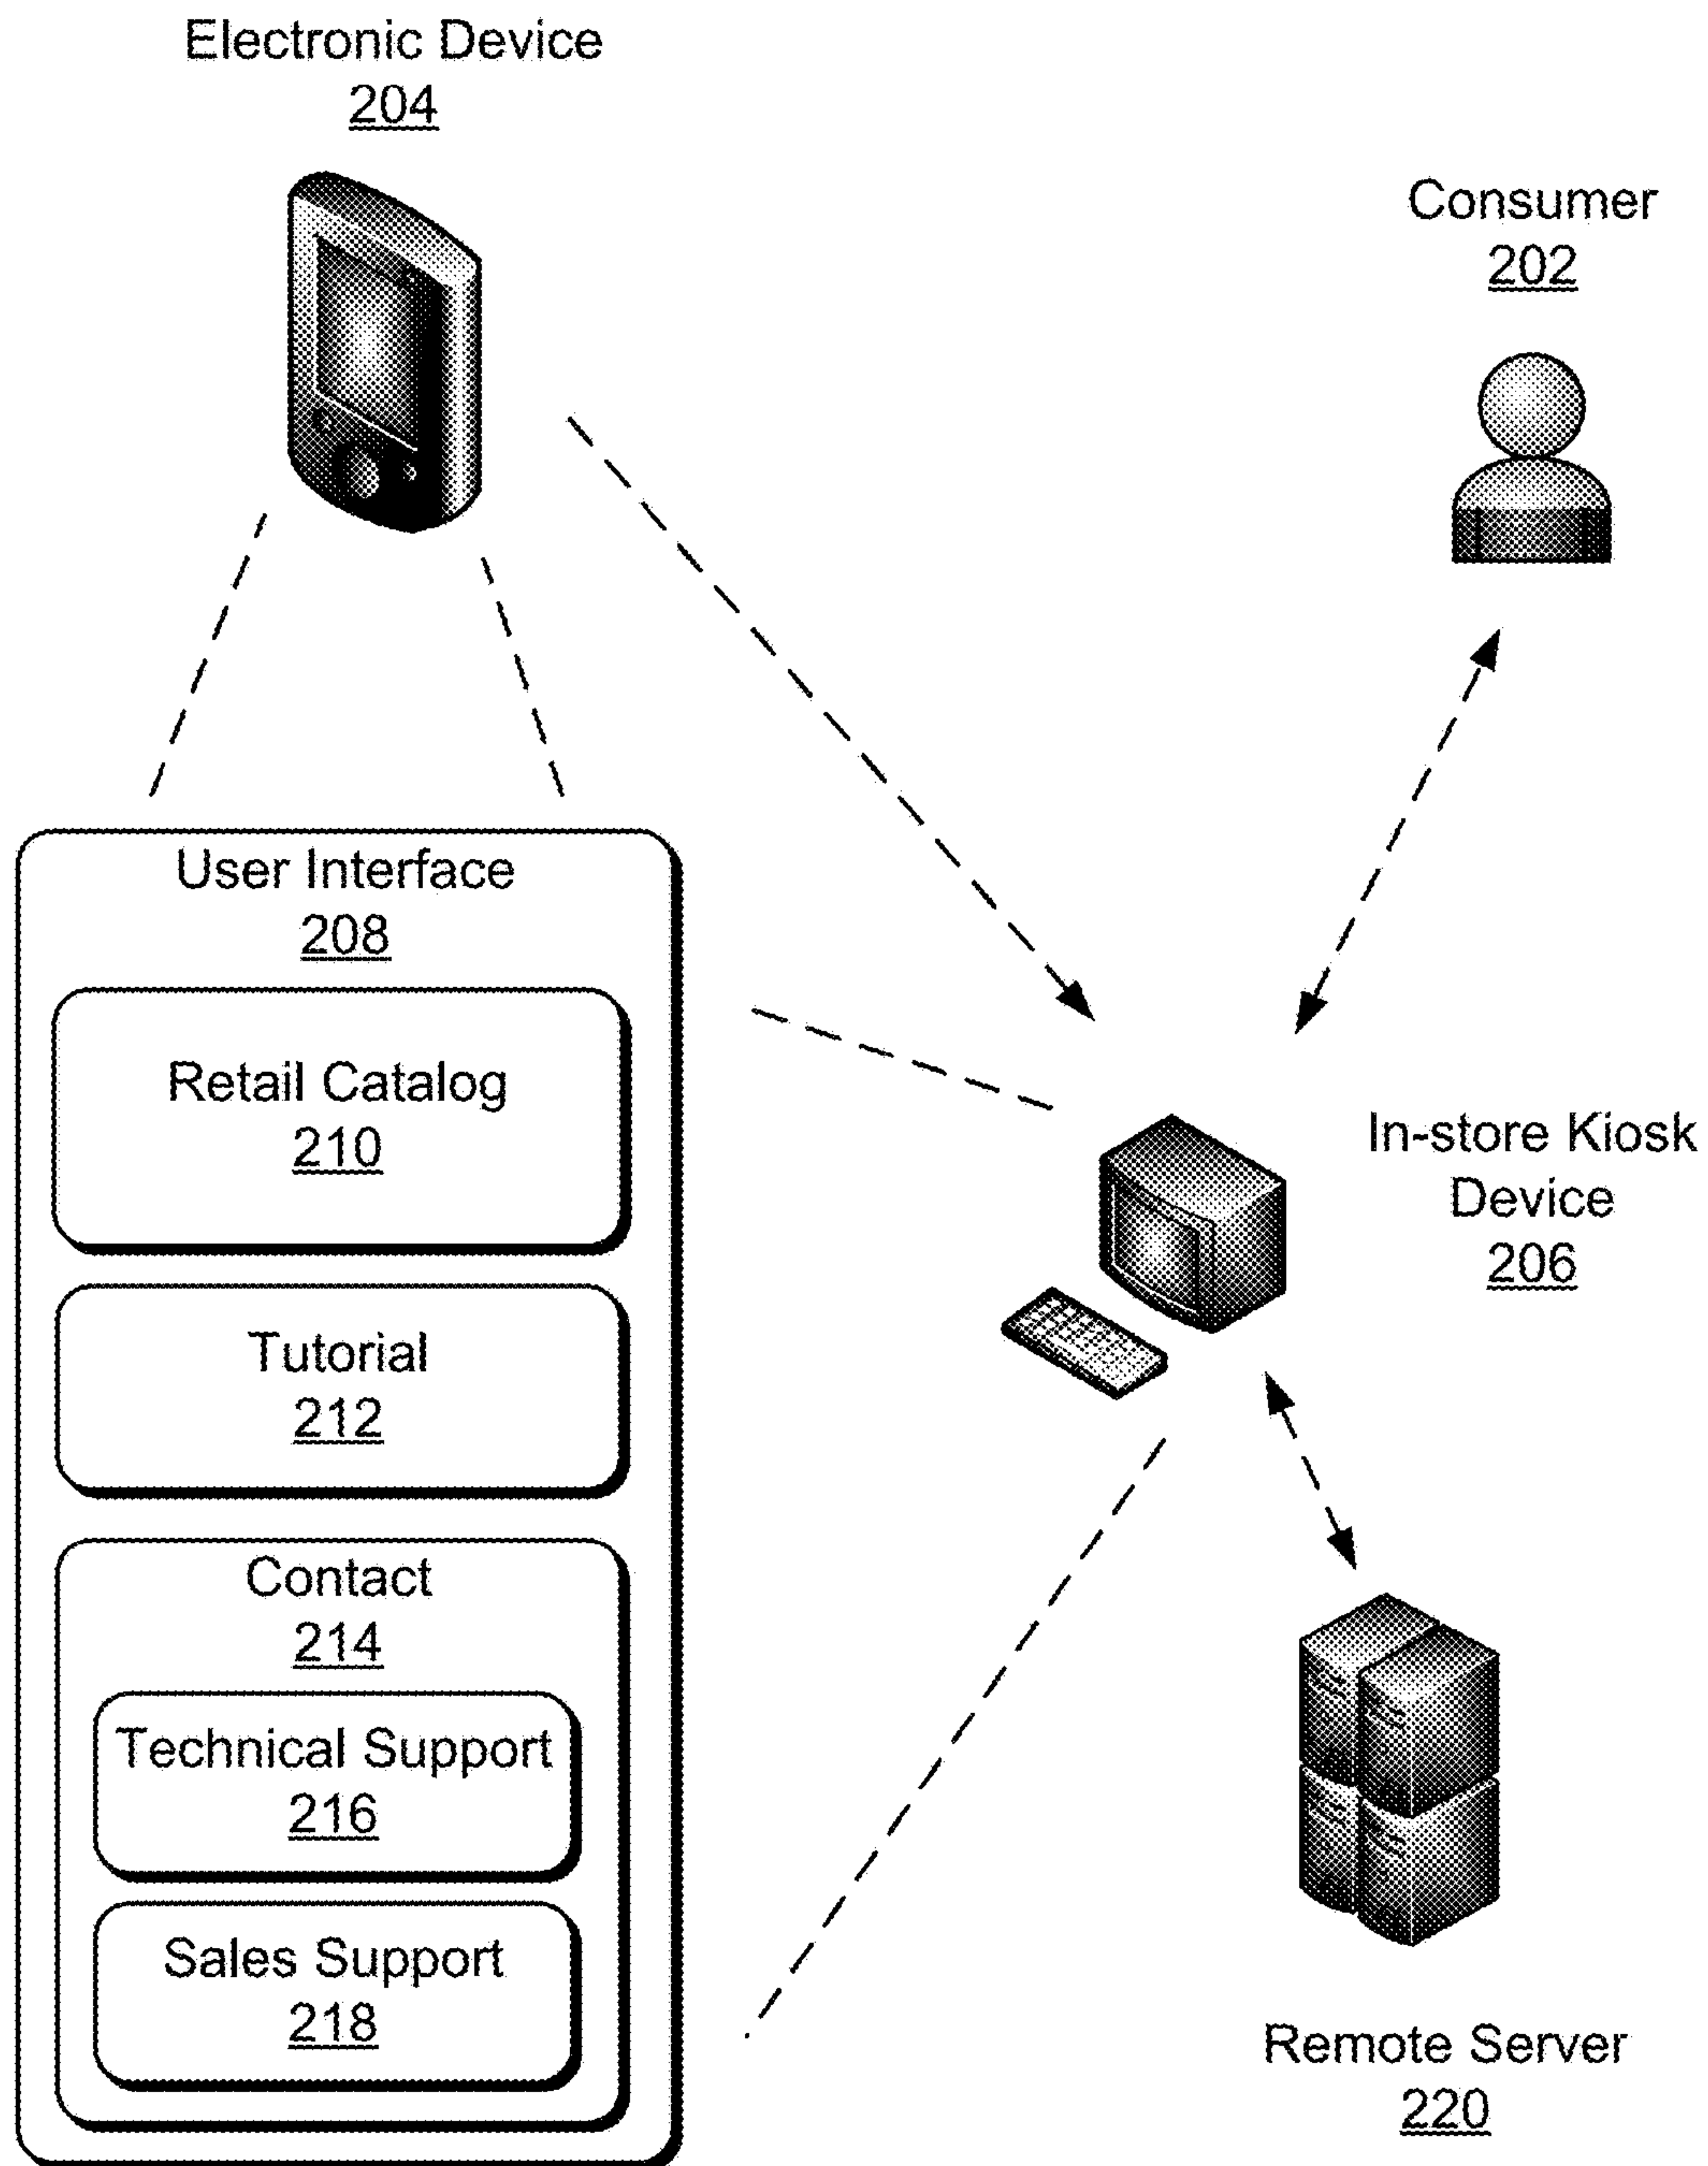 Electronic Device
204
Consumer
202
User Interface
208
Retail Catalog
210
In-store Kiosk
Device
206
Tutorial
212
Contact
214
Technical Support
216
Sales Support
218
Remote Server
220